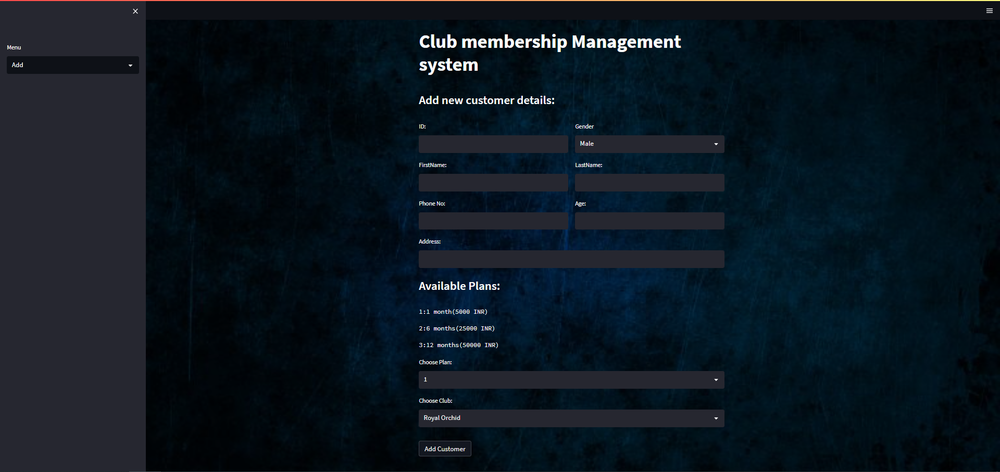 Menu
Add
Club membership Management
system
Add new customer details:
ID:
Gender
Male
FirstName:
LastName:
Phone No:
Age:
Address:
Available Plans:
1:1 month(5000 INR)
2:6 months(25000 INR)
3:12 months(50000 INR)
Choose Plan:
1
Choose Club:
Royal Orchid
Add Customer